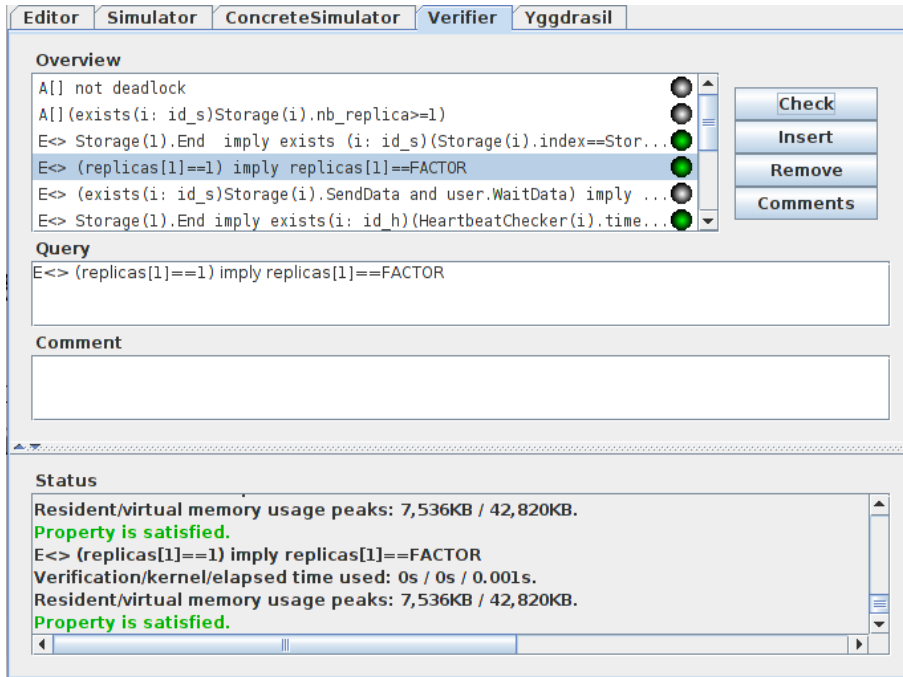 Editor Simulator ConcreteSimulator Verifier Yggdrasil
Overview
A[] not deadlock
A[](exists(i: id_s)Storage(i).nb_replica>=1)
E<> Storage(1).End imply exists (i: id_s)(Storage(i).index==Stor...
E<> (replicas[1]==1) imply replicas[1]==FACTOR
E<> (exists(i: id_s)Storage(i).SendData and user.WaitData) imply ...
E<> Storage(1).End imply exists(i: id_h)(HeartbeatChecker(i).time...
Check
Insert
Remove
Comments
Query
E<> (replicas[1]==1) imply replicas[1]==FACTOR
Comment
Status
Resident/virtual memory usage peaks: 7,536KB / 42,820KB.
Property is satisfied.
E<> (replicas[1]==1) imply replicas[1]==FACTOR
Verification/kernel/elapsed time used: 0s / 0s / 0.001s.
Resident/virtual memory usage peaks: 7,536KB / 42,820KB.
Property is satisfied.